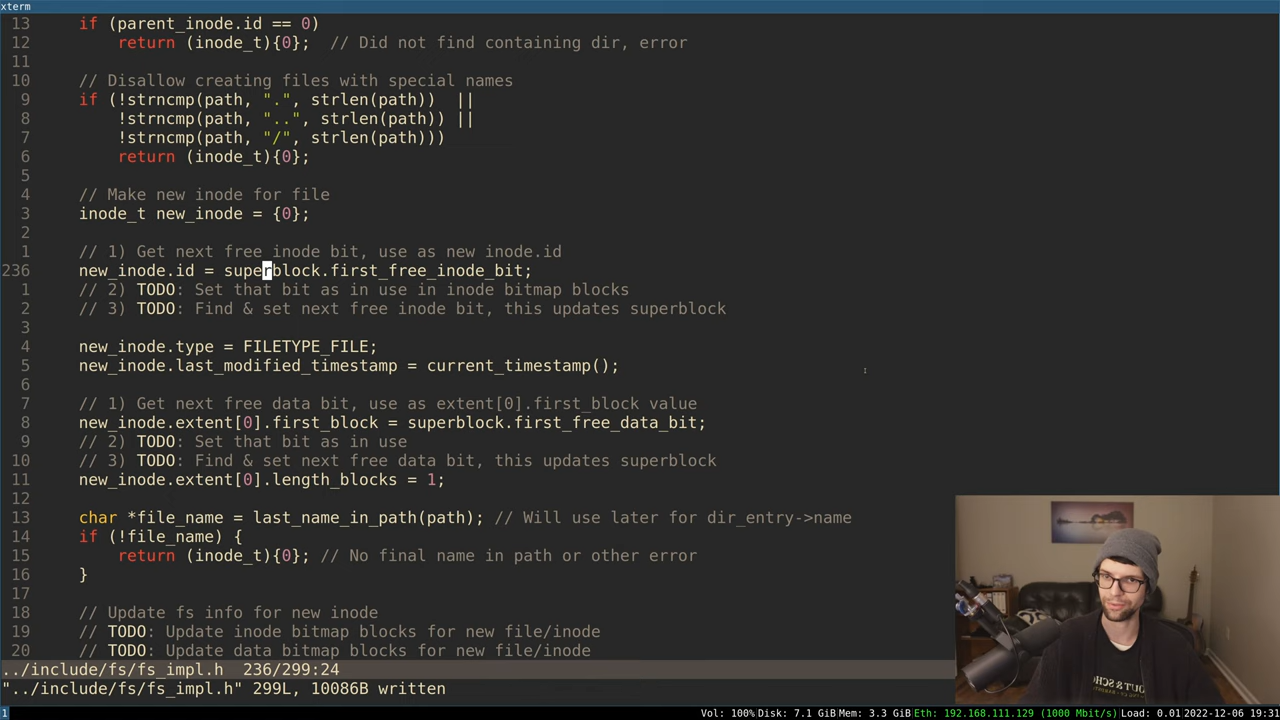 xterm
13     if (parent_inode.id == 0)
12         return (inode_t){0};  // Did not find containing dir, error
11
10     // Disallow creating files with special names
9     if (!strncmp(path, ".", strlen(path))  ||
8         !strncmp(path, "..", strlen(path)) ||
7         !strncmp(path, "/", strlen(path)))
6         return (inode_t){0};
5
4     // Make new inode for file
3     inode_t new_inode = {0};
2
1     // 1) Get next free inode bit, use as new inode.id
236     new_inode.id = superblock.first_free_inode_bit;
1     // 2) TODO: Set that bit as in use in inode bitmap blocks
2     // 3) TODO: Find & set next free inode bit, this updates superblock
3
4     new_inode.type = FILETYPE_FILE;
5     new_inode.last_modified_timestamp = current_timestamp();
6
7     // 1) Get next free data bit, use as extent[0].first_block value
8     new_inode.extent[0].first_block = superblock.first_free_data_bit;
9     // 2) TODO: Set that bit as in use
10     // 3) TODO: Find & set next free data bit, this updates superblock
11     new_inode.extent[0].length_blocks = 1;
12
13     char *file_name = last_name_in_path(path); // Will use later for dir_entry->name
14     if (!file_name) {
15         return (inode_t){0}; // No final name in path or other error
16     }
17
18     // Update fs info for new inode
19     // TODO: Update inode bitmap blocks for new file/inode
20     // TODO: Update data bitmap blocks for new file/inode
../include/fs/fs_impl.h  236/299:24
"../include/fs/fs_impl.h" 299L, 10086B written
1 Vol: 100% Disk: 7.1 GiB Mem: 3.3 GiB Eth: 192.168.111.129 (1000 Mbit/s) Load: 0.01 2022-12-06 19:31